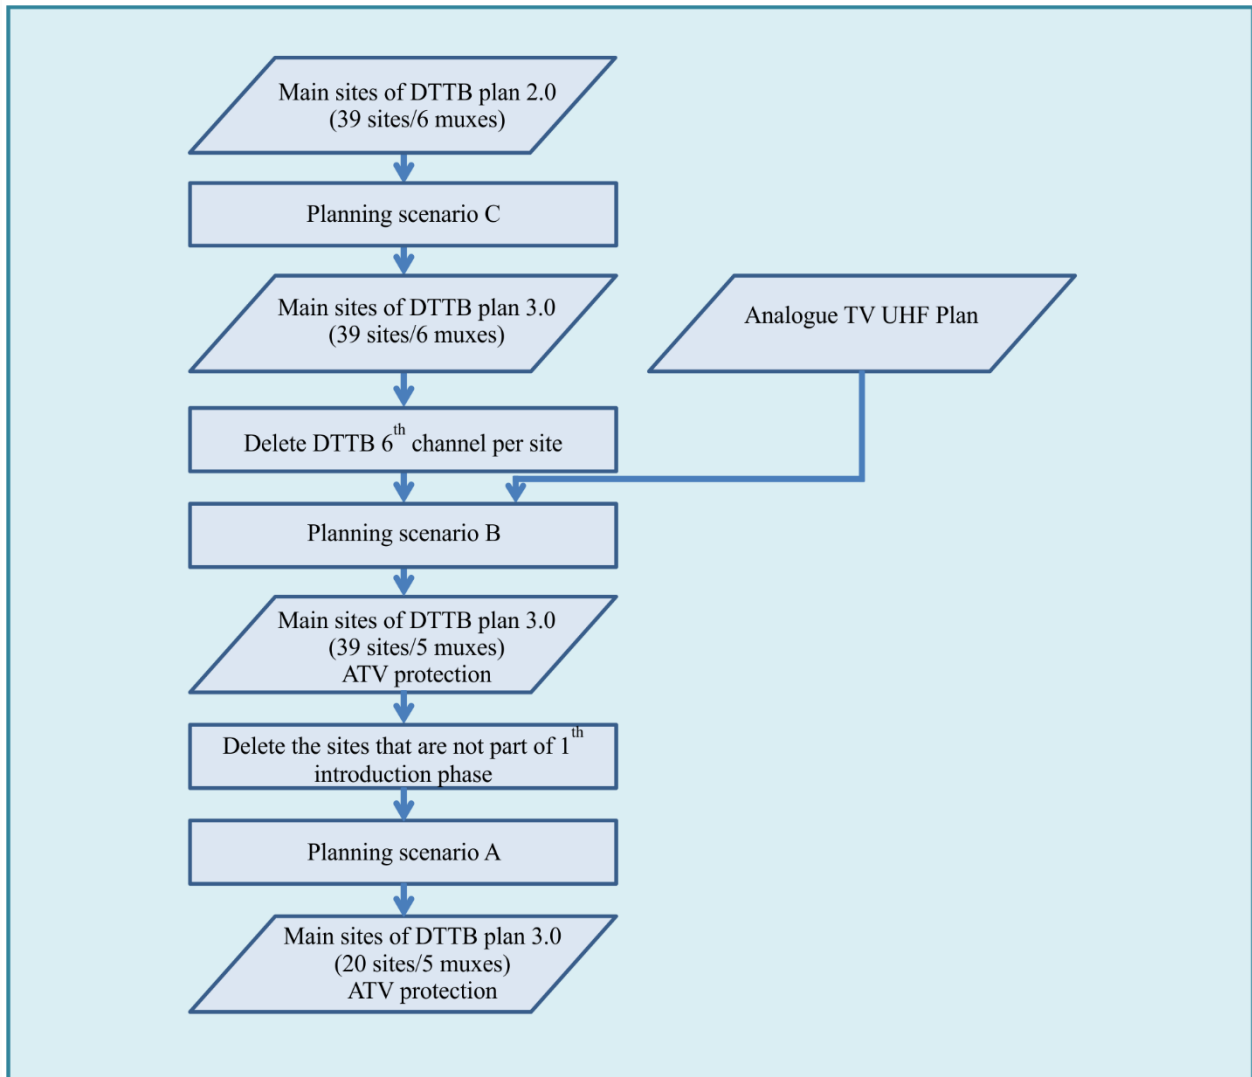 Main sites of DTTB plan 2.0
(39 sites/6 muxes)
Planning scenario C
Main sites of DTTB plan 3.0
(39 sites/6 muxes)
Analogue TV UHF Plan
Delete DTTB 6th channel per site
Planning scenario B
Main sites of DTTB plan 3.0
(39 sites/5 muxes)
ATV protection
Delete the sites that are not part of 1th
introduction phase
Planning scenario A
Main sites of DTTB plan 3.0
(20 sites/5 muxes)
ATV protection